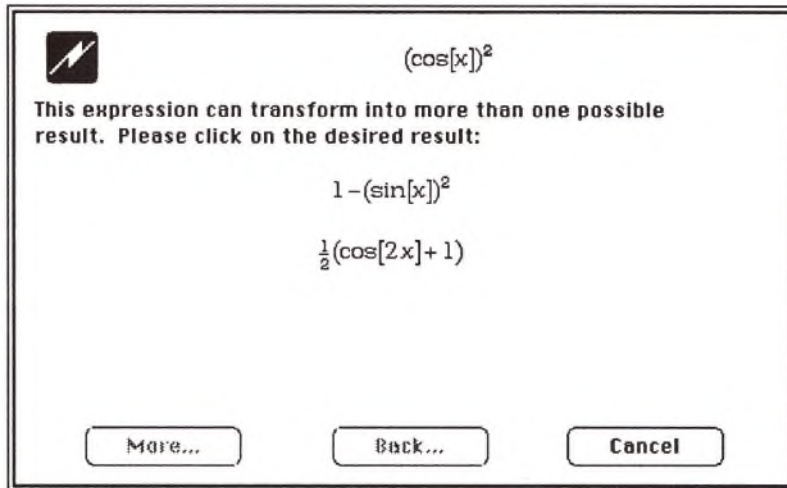 (cos[x])²
This expression can transform into more than one possible
result. Please click on the desired result:
1-(sin[x])²
½(cos[2x]+1)
More... Back... Cancel